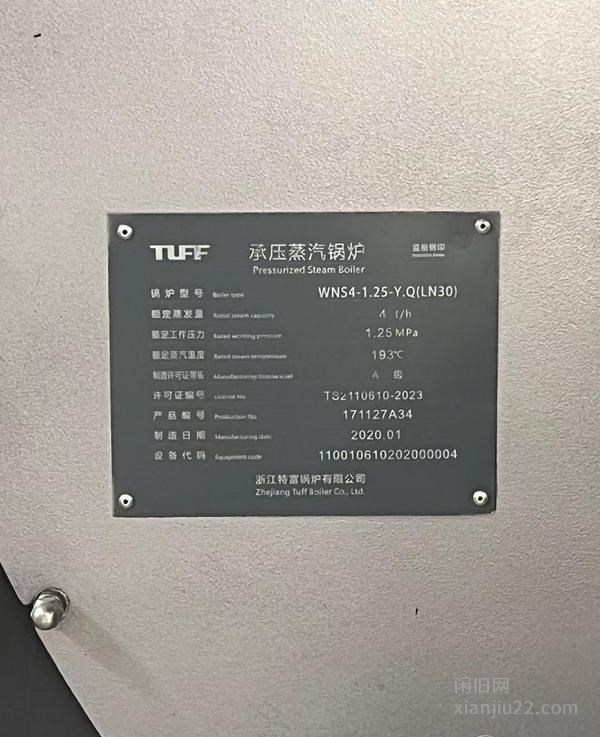 TUFF 承压蒸汽锅炉 监检钢印
Pressurized Steam Boiler
锅炉型号 Boiler type WNS4-1.25-Y.Q(LN30)
额定蒸发量 Rated steam capacity 4 t/h
额定工作压力 Rated working pressure 1.25MPa
额定蒸汽温度 Rated steam temperature 193℃
制造许可证等级 A 级
许可证编号 Licence No. TS2110610-2023
产品编号 Production No. 171127A34
制造日期 Manufacturing date 2020.01
设备代码 Equipment code 110010610202000004
浙江特富锅炉有限公司
Zhejiang Tuff Boiler Co., Ltd.
闲旧网
xianjiu22.com